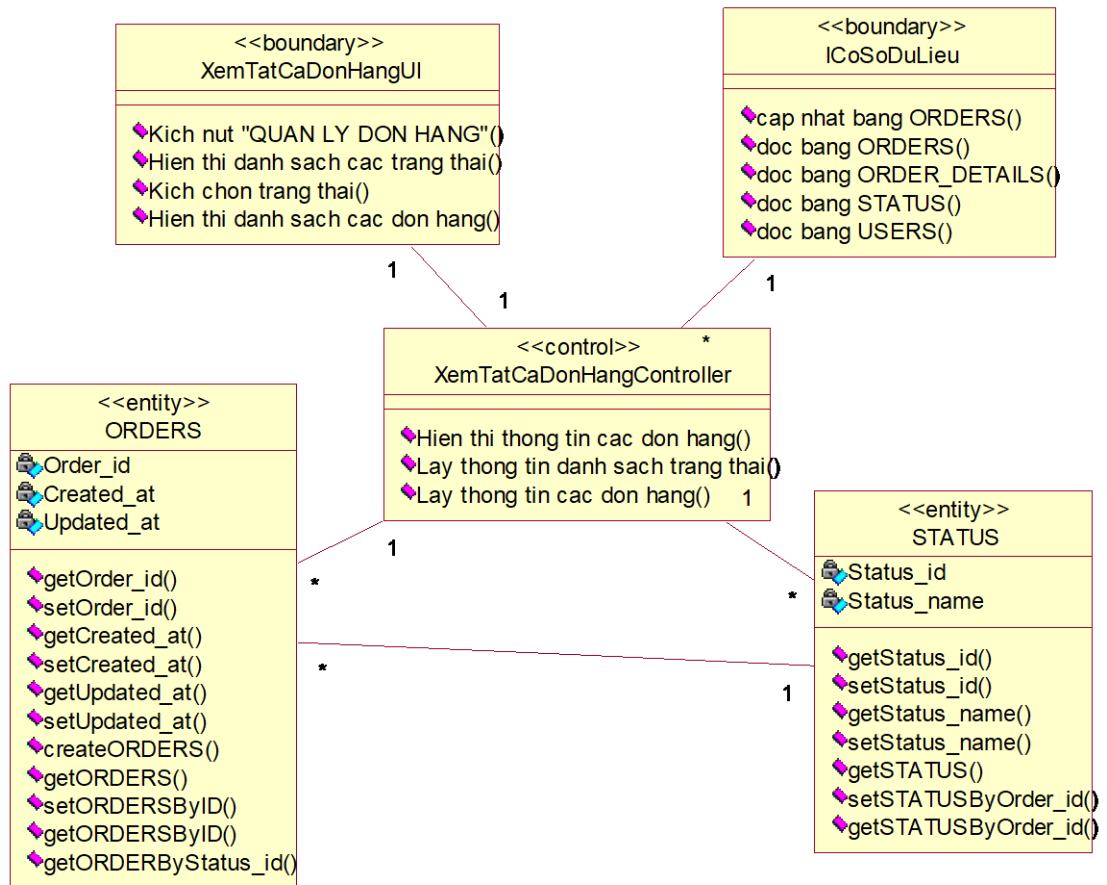 <<boundary>>
XemTatCaDonHangUI
Kich nut "QUAN LY DON HANG"()
Hien thi danh sach cac trang thai()
Kich chon trang thai()
Hien thi danh sach cac don hang()
<<boundary>>
ICoSoDuLieu
cap nhat bang ORDERS()
doc bang ORDERS()
doc bang ORDER_DETAILS()
doc bang STATUS()
doc bang USERS()
1
1
1
*
<<control>>
XemTatCaDonHangController
Hien thi thong tin cac don hang()
Lay thong tin danh sach trang thai()
Lay thong tin cac don hang()
1
1
*
*
*
1
<<entity>>
ORDERS
Order_id
Created_at
Updated_at
getOrder_id()
setOrder_id()
getCreated_at()
setCreated_at()
getUpdated_at()
setUpdated_at()
createORDERS()
getORDERS()
setORDERSByID()
getORDERSByID()
getORDERByStatus_id()
<<entity>>
STATUS
Status_id
Status_name
getStatus_id()
setStatus_id()
getStatus_name()
setStatus_name()
getSTATUS()
setSTATUSByOrder_id()
getSTATUSByOrder_id()